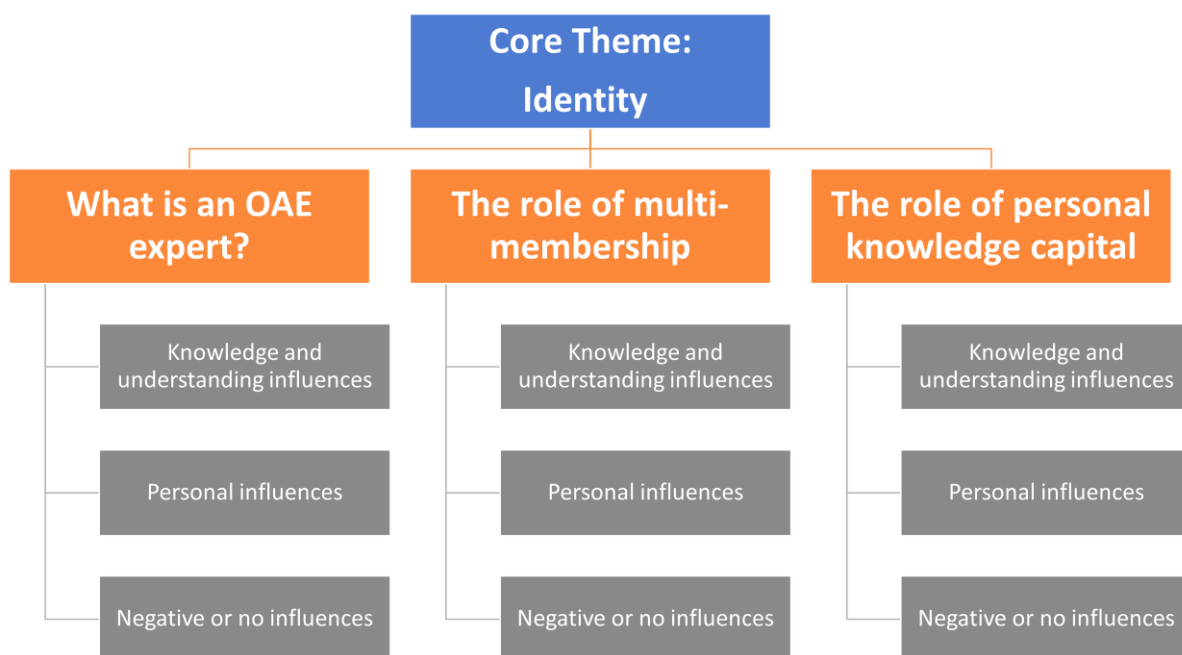 Core Theme:
Identity
What is an OAE
expert?
Knowledge and
understanding influences
Personal influences
Negative or no influences
The role of multi-
membership
Knowledge and
understanding influences
Personal influences
Negative or no influences
The role of personal
knowledge capital
Knowledge and
understanding influences
Personal influences
Negative or no influences